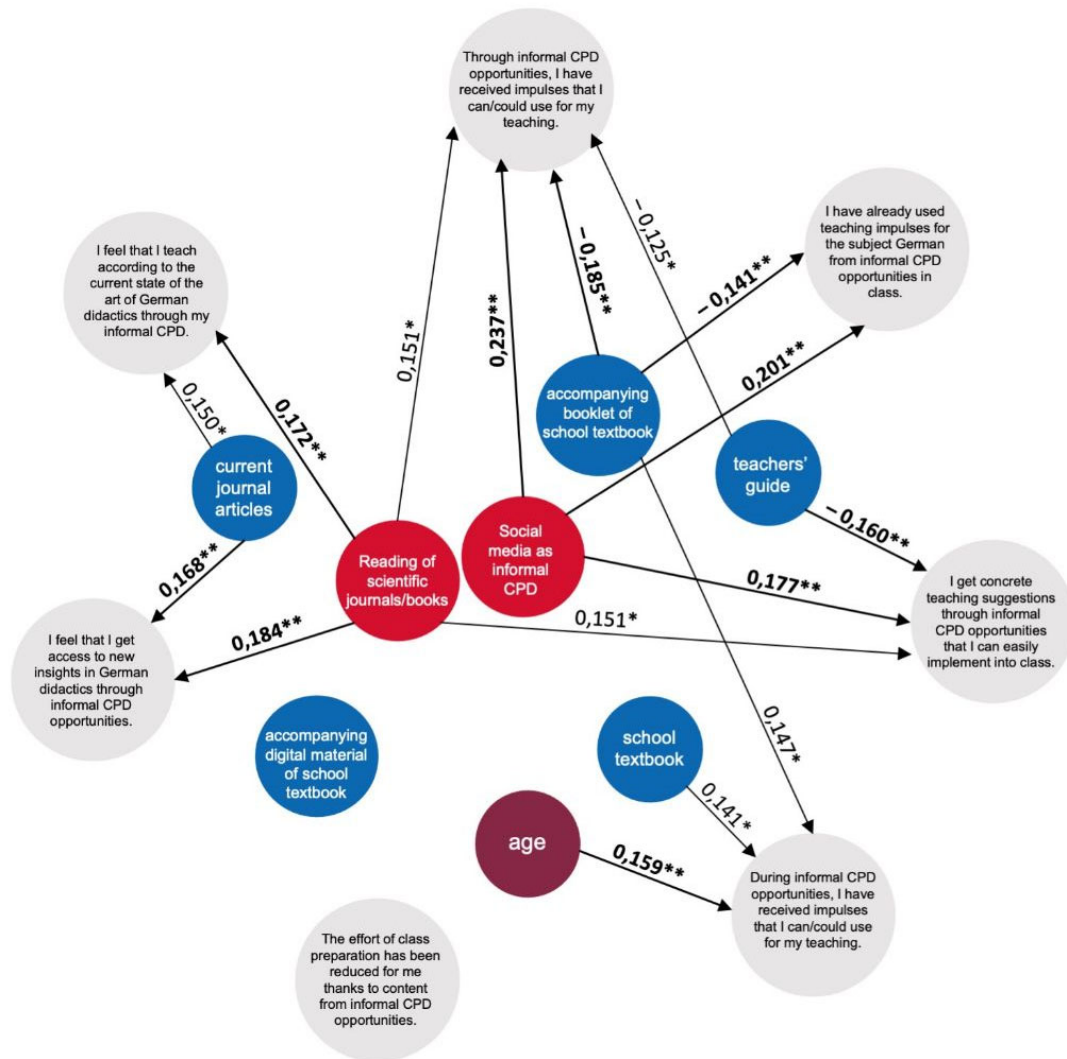 Through informal CPD
opportunities, I have
received impulses that I
can/could use for my
teaching.
I feel that I teach
according to the
current state of the
art of German
didactics through my
informal CPD.
I have already used
teaching impulses for
the subject German
from informal CPD
opportunities in
class.
– 0,125*
– 0,185**
– 0,141**
0,151*
0,237**
0,201**
0,150*
0,172**
accompanying
booklet of
school textbook
teachers’
guide
current
journal
articles
– 0,160**
Social
media as
informal
CPD
Reading of
scientific
journals/books
0,168**
0,177**
0,151*
0,184**
I get concrete
teaching suggestions
through informal
CPD opportunities
that I can easily
implement into class.
I feel that I get
access to new
insights in German
didactics through
informal CPD
opportunities.
accompanying
digital material
of school
textbook
school
textbook
0,147*
0,141*
age
0,159**
During informal CPD
opportunities, I have
received impulses
that I can/could use
for my teaching.
The effort of class
preparation has been
reduced for me
thanks to content
from informal CPD
opportunities.